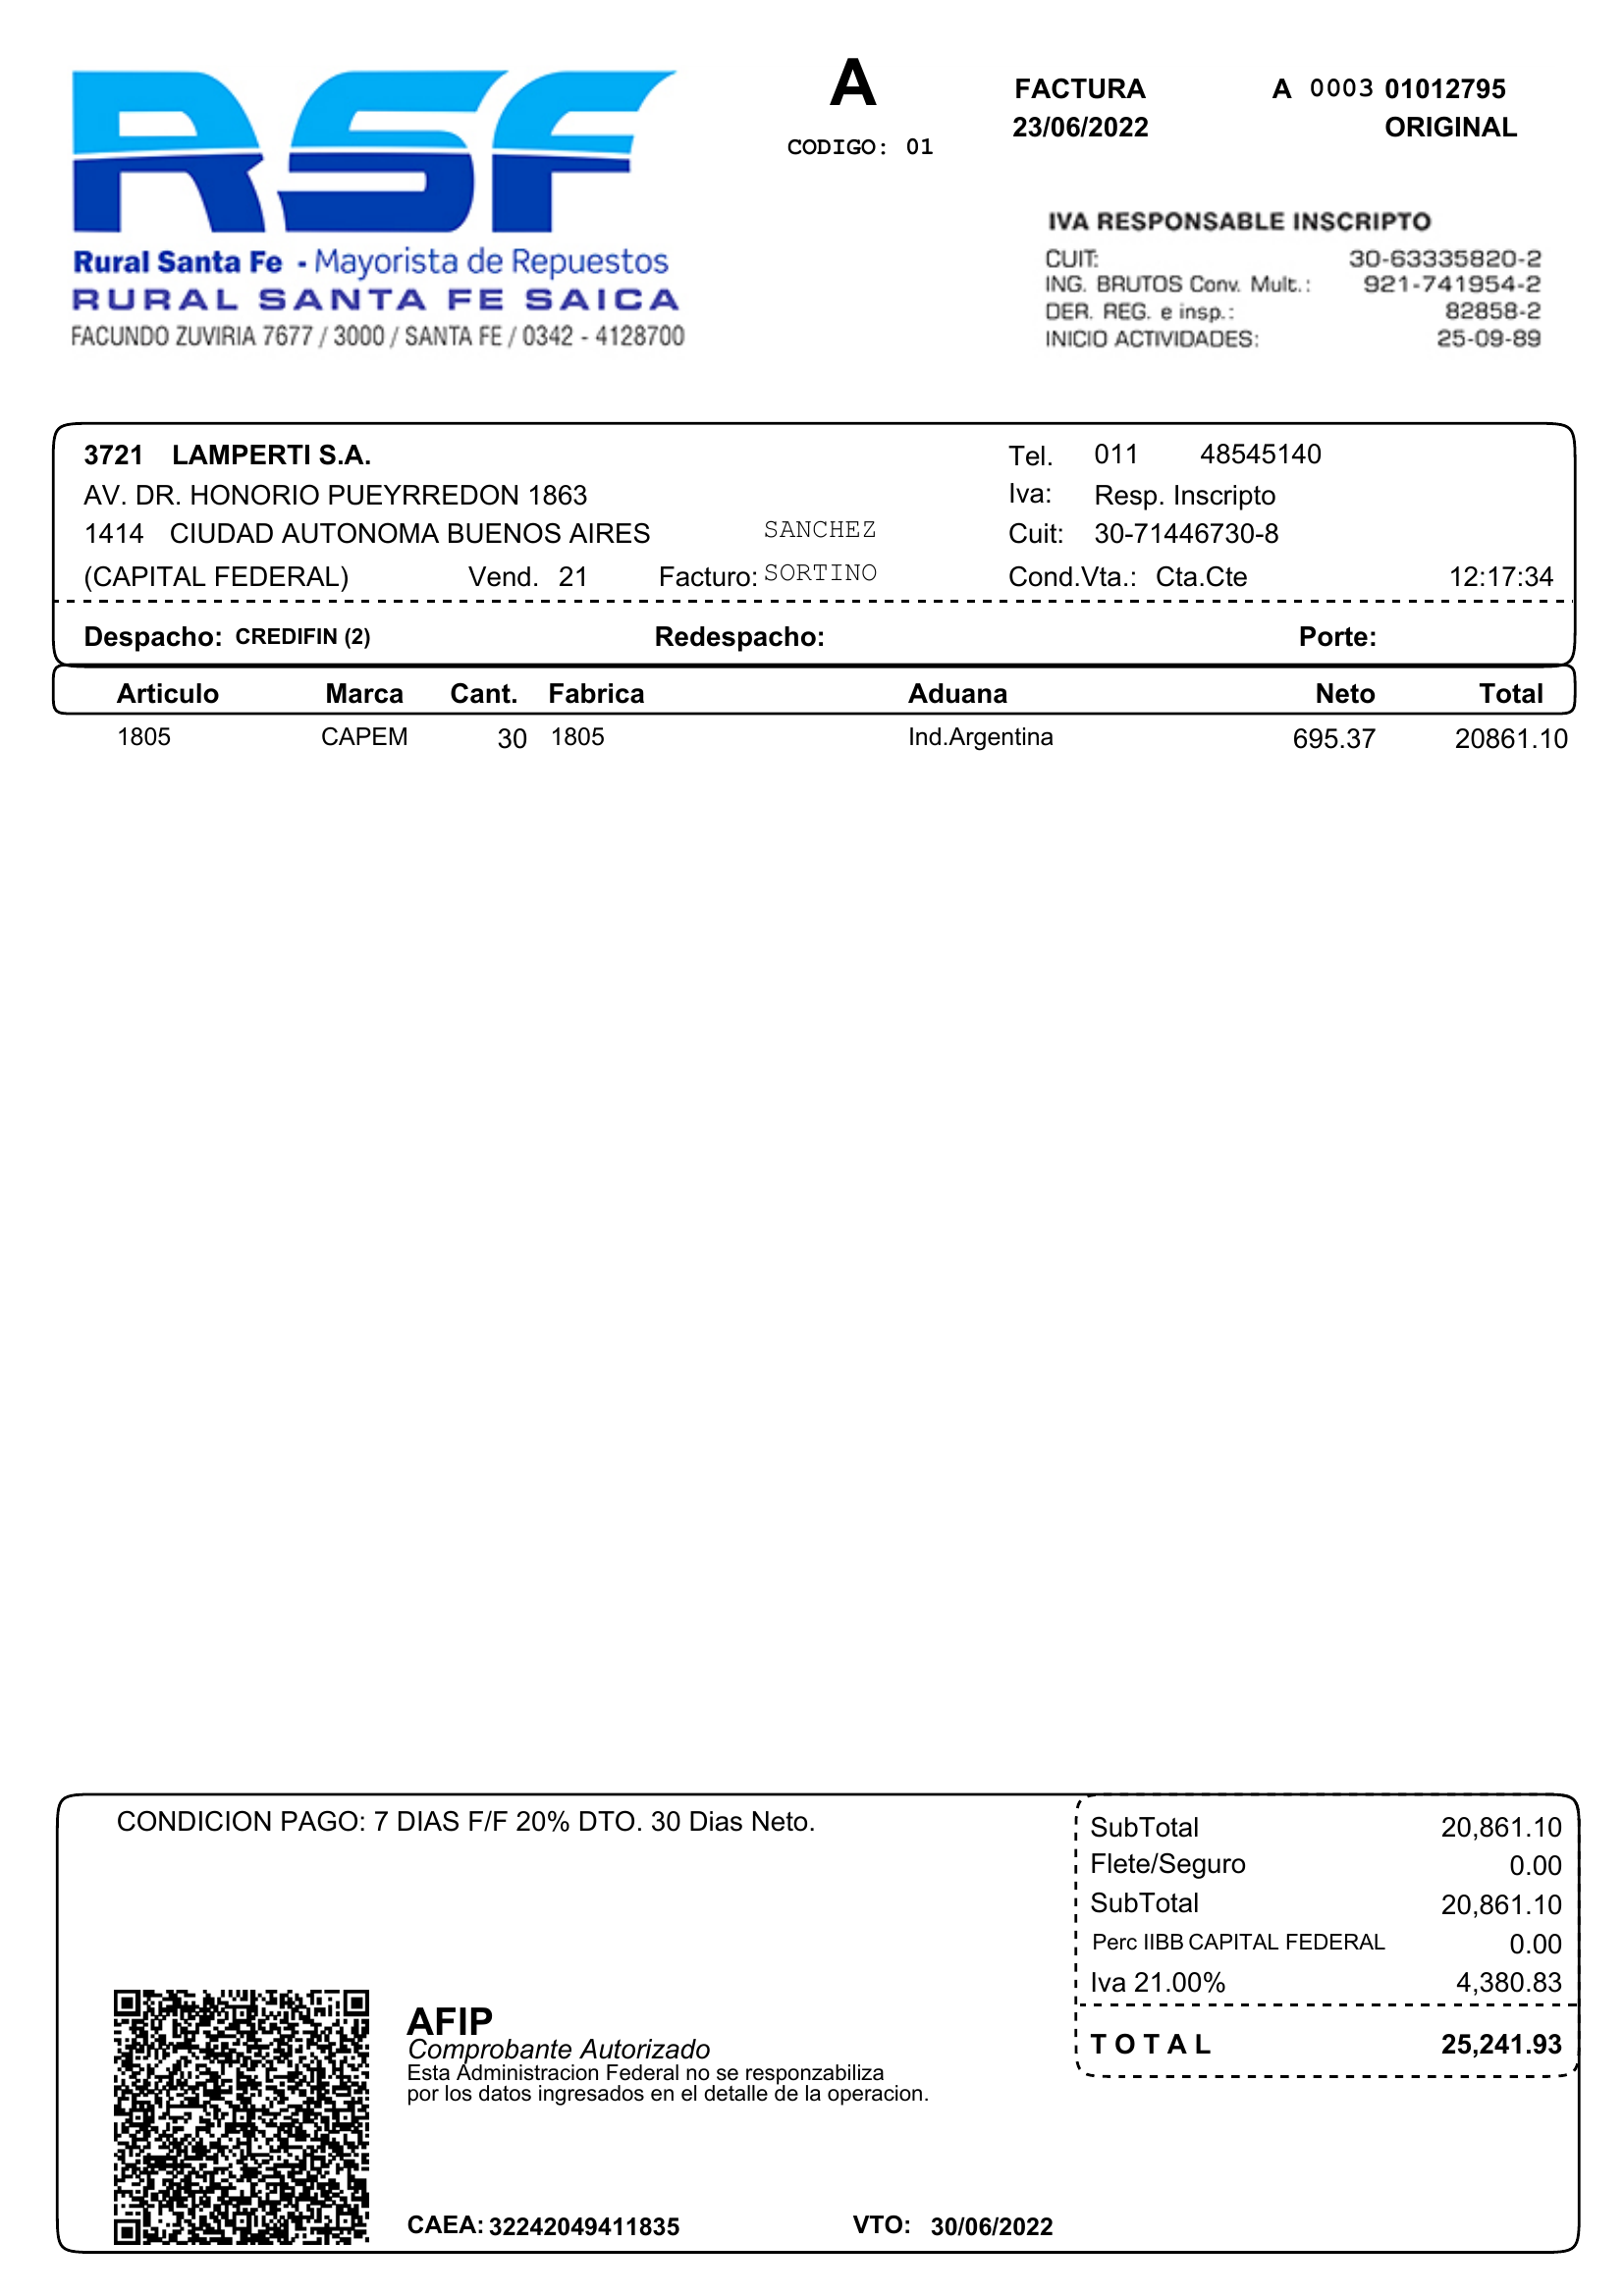 RSF
Rural Santa Fe - Mayorista de Repuestos
RURAL SANTA FE SAICA
FACUNDO ZUVIRIA 7677 / 3000 / SANTA FE / 0342 - 4128700
A
CODIGO: 01
FACTURA A 0003 01012795
23/06/2022 ORIGINAL
IVA RESPONSABLE INSCRIPTO
CUIT: 30-63335820-2
ING. BRUTOS Conv. Mult.: 921-741954-2
DER. REG. e insp.: 82858-2
INICIO ACTIVIDADES: 25-09-89
3721 LAMPERTI S.A. Tel. 011 48545140
AV. DR. HONORIO PUEYRREDON 1863 Iva: Resp. Inscripto
1414 CIUDAD AUTONOMA BUENOS AIRES SANCHEZ Cuit: 30-71446730-8
(CAPITAL FEDERAL) Vend. 21 Facturo: SORTINO Cond.Vta.: Cta.Cte 12:17:34
Despacho: CREDIFIN (2) Redespacho: Porte:
Articulo Marca Cant. Fabrica Aduana Neto Total
1805 CAPEM 30 1805 Ind.Argentina 695.37 20861.10
CONDICION PAGO: 7 DIAS F/F 20% DTO. 30 Dias Neto.
SubTotal 20,861.10
Flete/Seguro 0.00
SubTotal 20,861.10
Perc IIBB CAPITAL FEDERAL 0.00
Iva 21.00% 4,380.83
T O T A L 25,241.93
AFIP
Comprobante Autorizado
Esta Administracion Federal no se responzabiliza
por los datos ingresados en el detalle de la operacion.
CAEA: 32242049411835 VTO: 30/06/2022